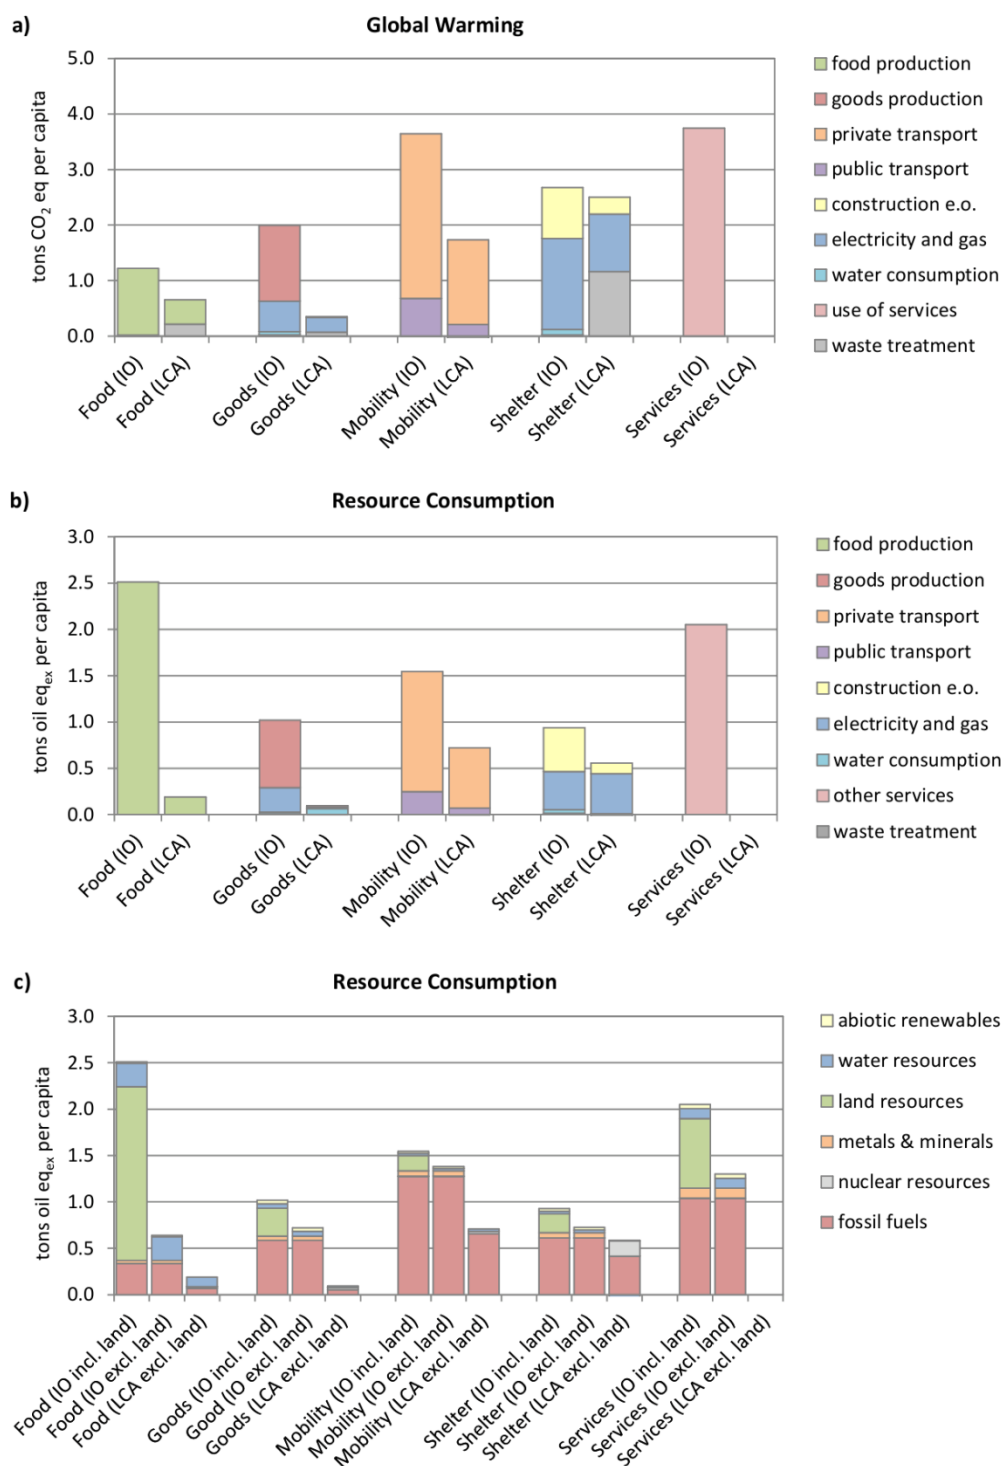 a)
Global Warming
tons CO₂ eq per capita
5.0
4.0
3.0
2.0
1.0
0.0
Food (IO)
Food (LCA)
Goods (IO)
Goods (LCA)
Mobility (IO)
Mobility (LCA)
Shelter (IO)
Shelter (LCA)
Services (IO)
Services (LCA)
food production
goods production
private transport
public transport
construction e.o.
electricity and gas
water consumption
use of services
waste treatment
b)
Resource Consumption
tons oil eqₑₓ per capita
3.0
2.5
2.0
1.5
1.0
0.5
0.0
Food (IO)
Food (LCA)
Goods (IO)
Goods (LCA)
Mobility (IO)
Mobility (LCA)
Shelter (IO)
Shelter (LCA)
Services (IO)
Services (LCA)
food production
goods production
private transport
public transport
construction e.o.
electricity and gas
water consumption
other services
waste treatment
c)
Resource Consumption
tons oil eqₑₓ per capita
3.0
2.5
2.0
1.5
1.0
0.5
0.0
Food (IO incl. land)
Food (IO excl. land)
Food (LCA excl. land)
Goods (IO incl. land)
Good (IO excl. land)
Goods (LCA excl. land)
Mobility (IO incl. land)
Mobility (IO excl. land)
Mobility (LCA excl. land)
Shelter (IO incl. land)
Shelter (IO excl. land)
Shelter (LCA excl. land)
Services (IO incl. land)
Services (IO excl. land)
Services (LCA excl. land)
abiotic renewables
water resources
land resources
metals & minerals
nuclear resources
fossil fuels